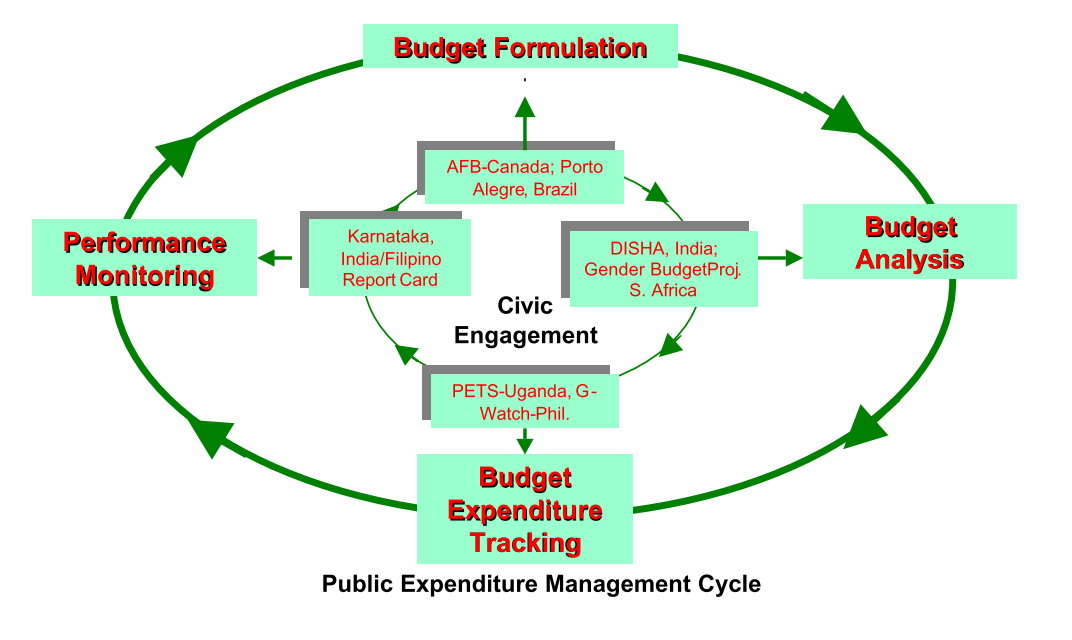 Budget Formulation
AFB-Canada; Porto
Alegre, Brazil
Budget
Analysis
DISHA, India;
Gender BudgetProj.
S. Africa
Performance
Monitoring
Karnataka,
India/Filipino
Report Card
Civic
Engagement
PETS-Uganda, G-
Watch-Phil.
Budget
Expenditure
Tracking
Public Expenditure Management Cycle